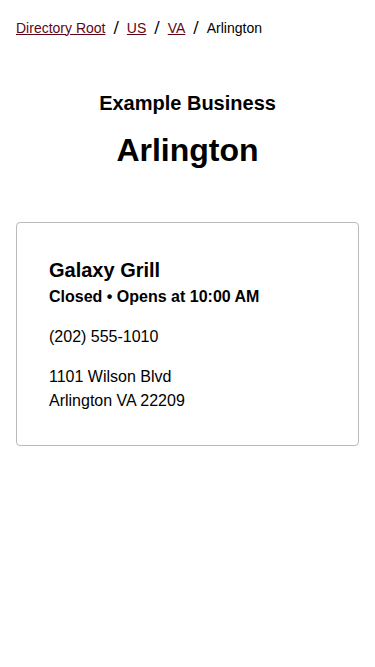 Directory Root / US / VA / Arlington
Example Business
Arlington
Galaxy Grill
Closed • Opens at 10:00 AM
(202) 555-1010
1101 Wilson Blvd
Arlington VA 22209